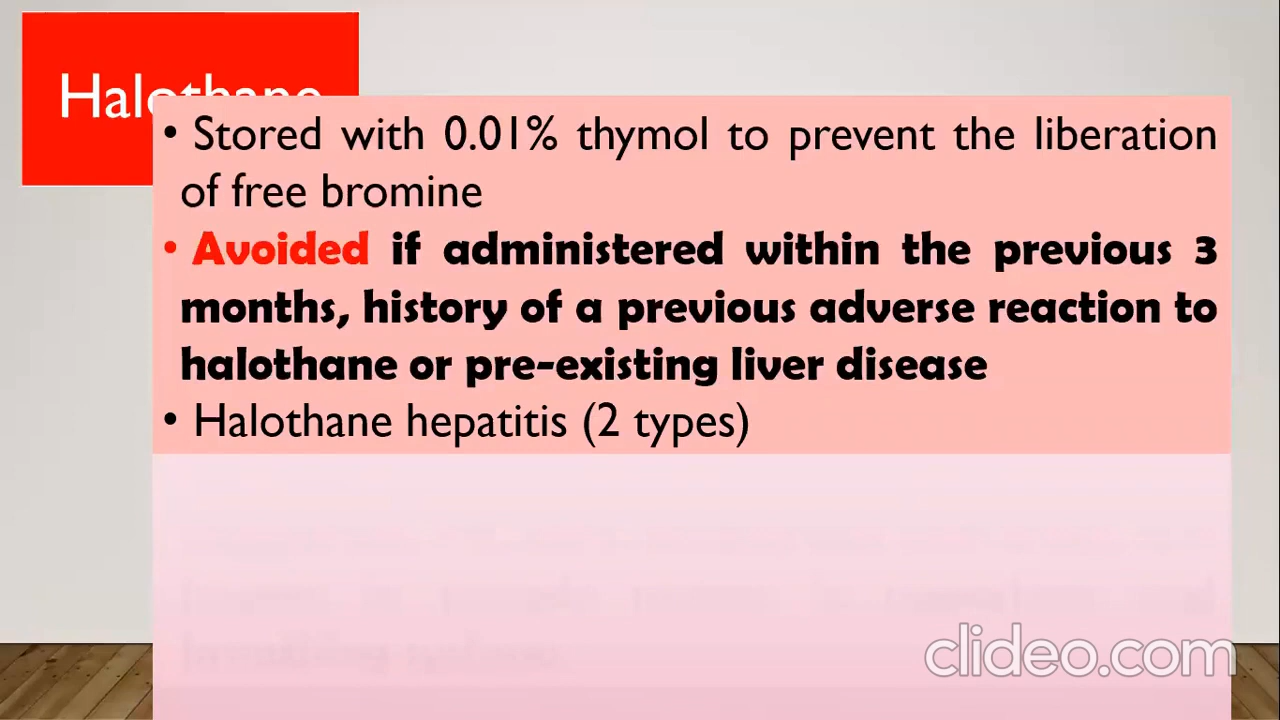 Halothane
• Stored with 0.01% thymol to prevent the liberation
of free bromine
• Avoided if administered within the previous 3
months, history of a previous adverse reaction to
halothane or pre-existing liver disease
• Halothane hepatitis (2 types)
clideo.com